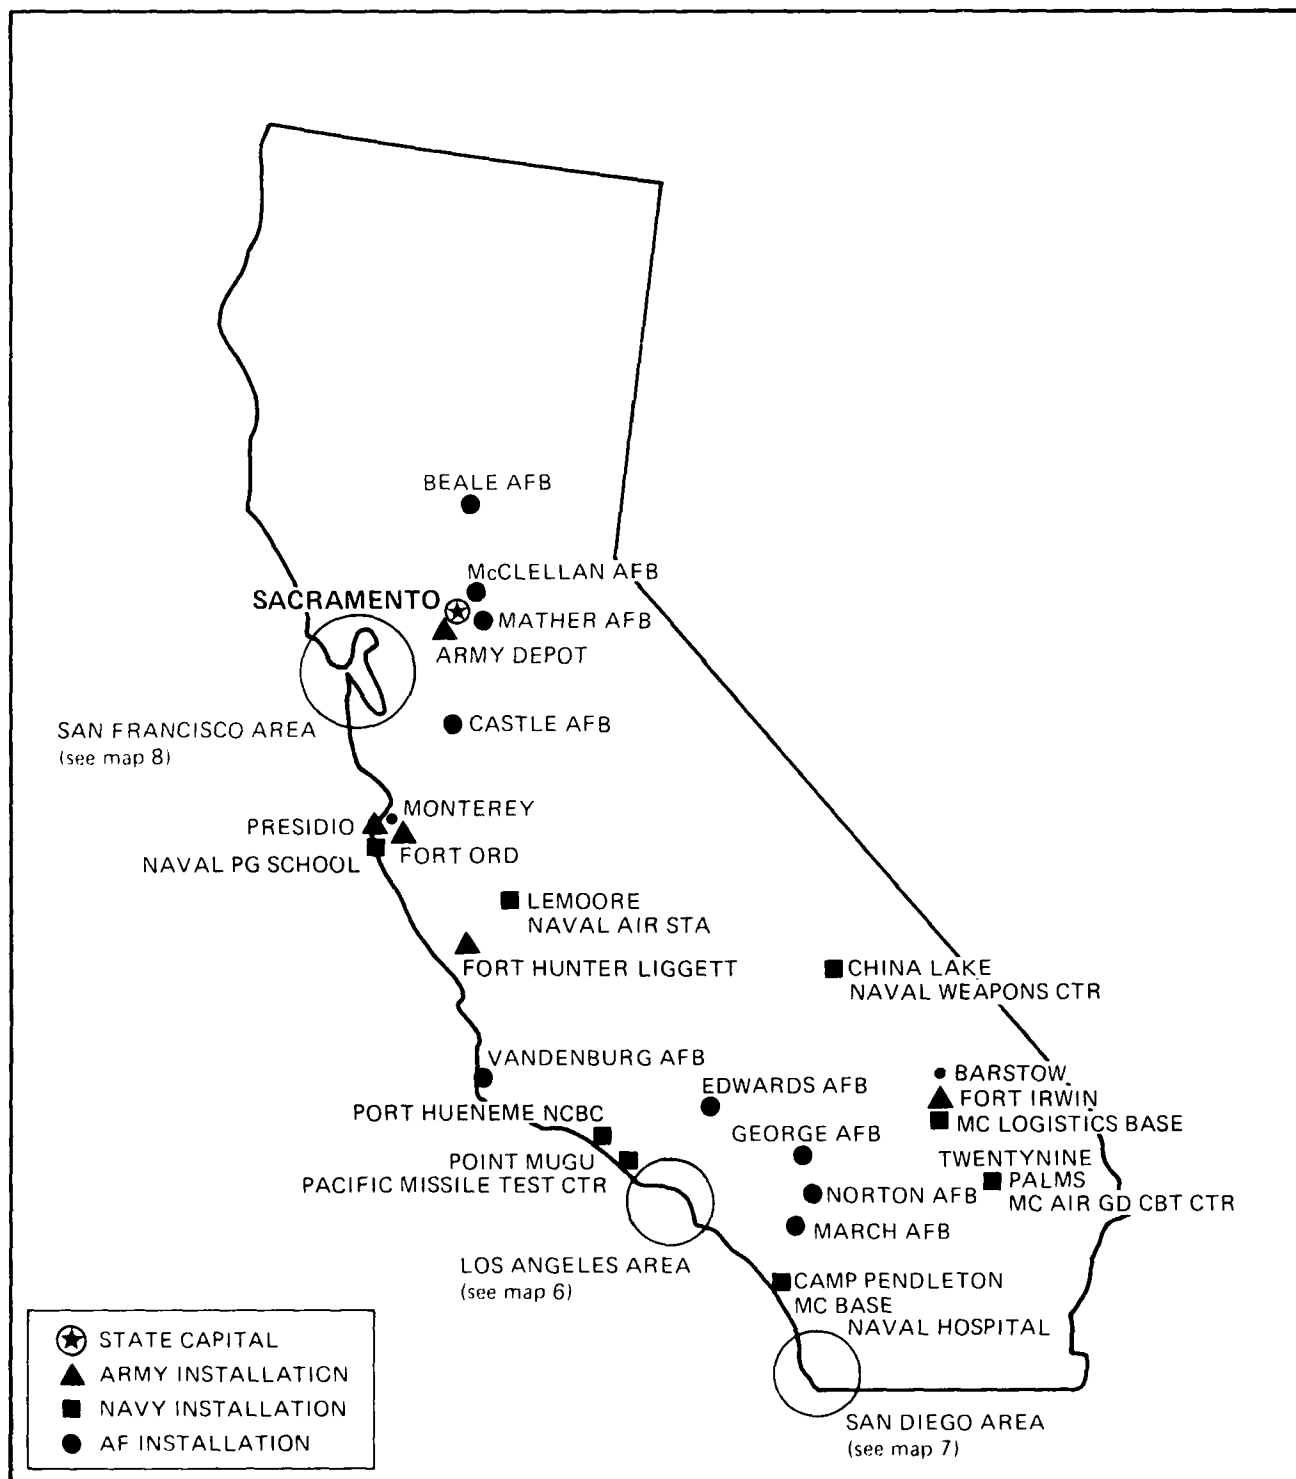 BEALE AFB
McCLELLAN AFB
SACRAMENTO
MATHER AFB
ARMY DEPOT
SAN FRANCISCO AREA
(see map 8)
CASTLE AFB
MONTEREY
PRESIDIO
FORT ORD
NAVAL PG SCHOOL
LEMOORE
NAVAL AIR STA
FORT HUNTER LIGGETT
CHINA LAKE
NAVAL WEAPONS CTR
VANDENBURG AFB
EDWARDS AFB
BARSTOW
FORT IRWIN
MC LOGISTICS BASE
PORT HUENEME NCBC
GEORGE AFB
POINT MUGU
PACIFIC MISSILE TEST CTR
TWENTYNINE
PALMS
MC AIR GD CBT CTR
NORTON AFB
MARCH AFB
LOS ANGELES AREA
(see map 6)
CAMP PENDLETON
MC BASE
NAVAL HOSPITAL
SAN DIEGO AREA
(see map 7)
STATE CAPITAL
ARMY INSTALLATION
NAVY INSTALLATION
AF INSTALLATION